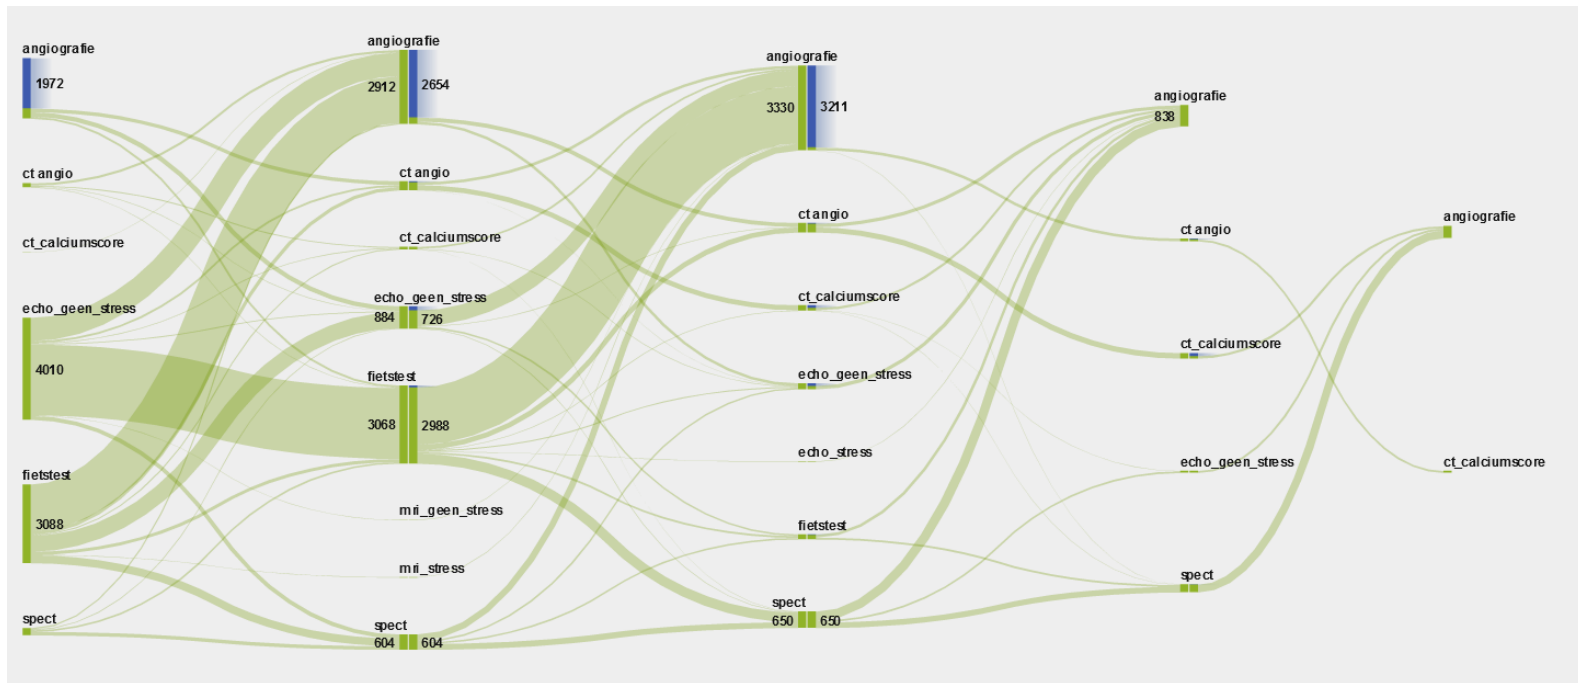 angiografie
1972
ct angio
ct_calciumscore
echo_geen_stress
4010
fietstest
3088
spect
angiografie
2912 2654
ct angio
ct_calciumscore
echo_geen_stress
884 726
fietstest
3068 2988
mri_geen_stress
mri_stress
spect
604 604
angiografie
3330 3211
ct angio
ct_calciumscore
echo_geen_stress
echo_stress
fietstest
spect
650 650
angiografie
838
ct angio
ct_calciumscore
echo_geen_stress
spect
angiografie
ct_calciumscore